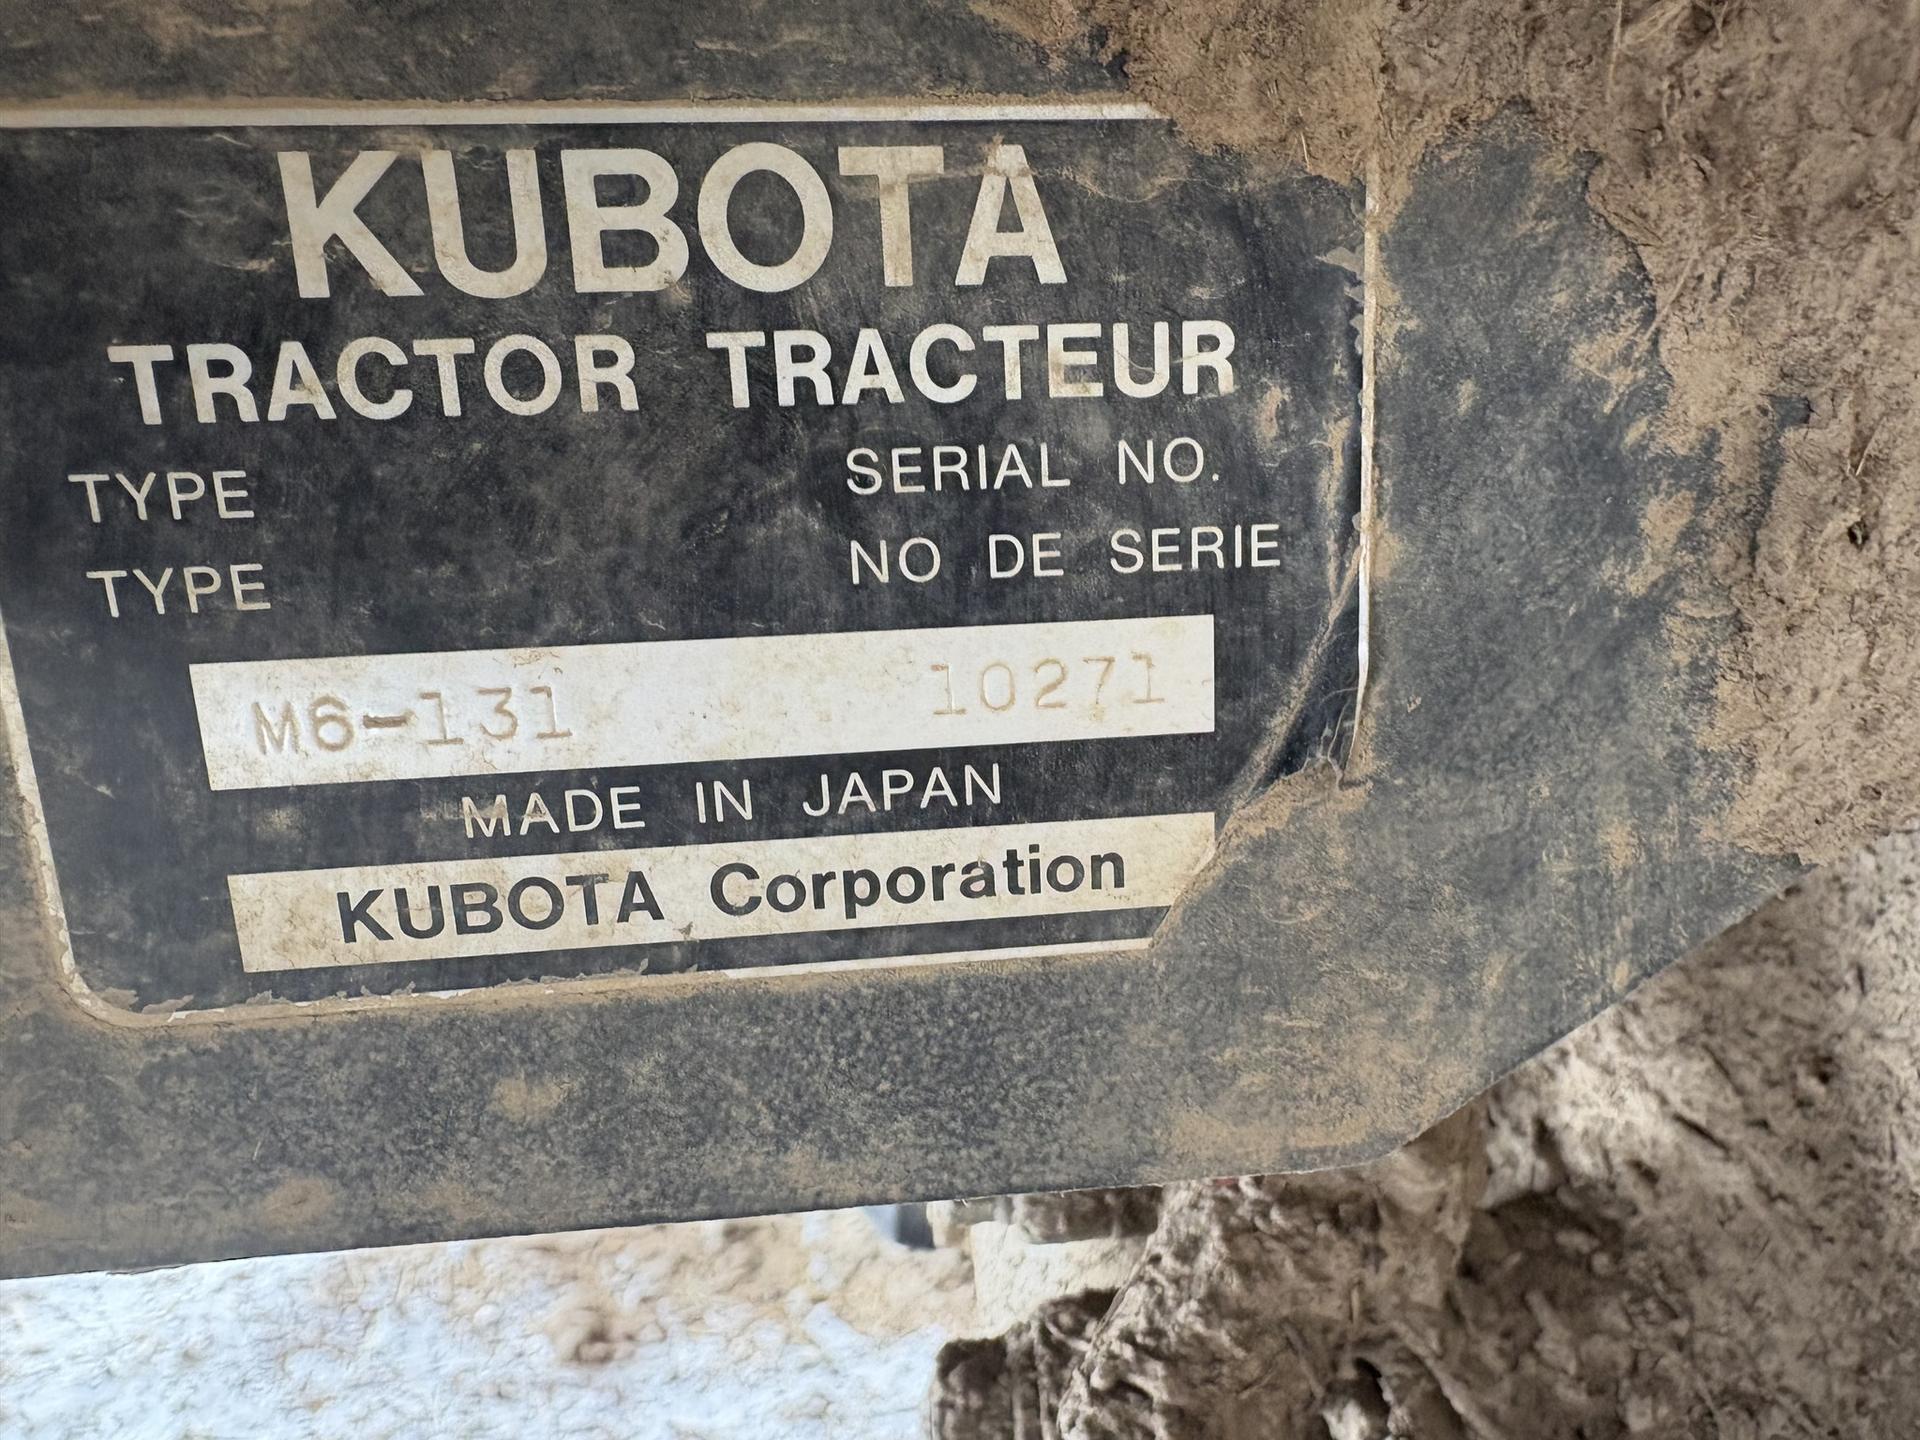 KUBOTA
TRACTOR TRACTEUR
TYPE SERIAL NO.
TYPE NO DE SERIE
M6-131 10271
MADE IN JAPAN
KUBOTA Corporation